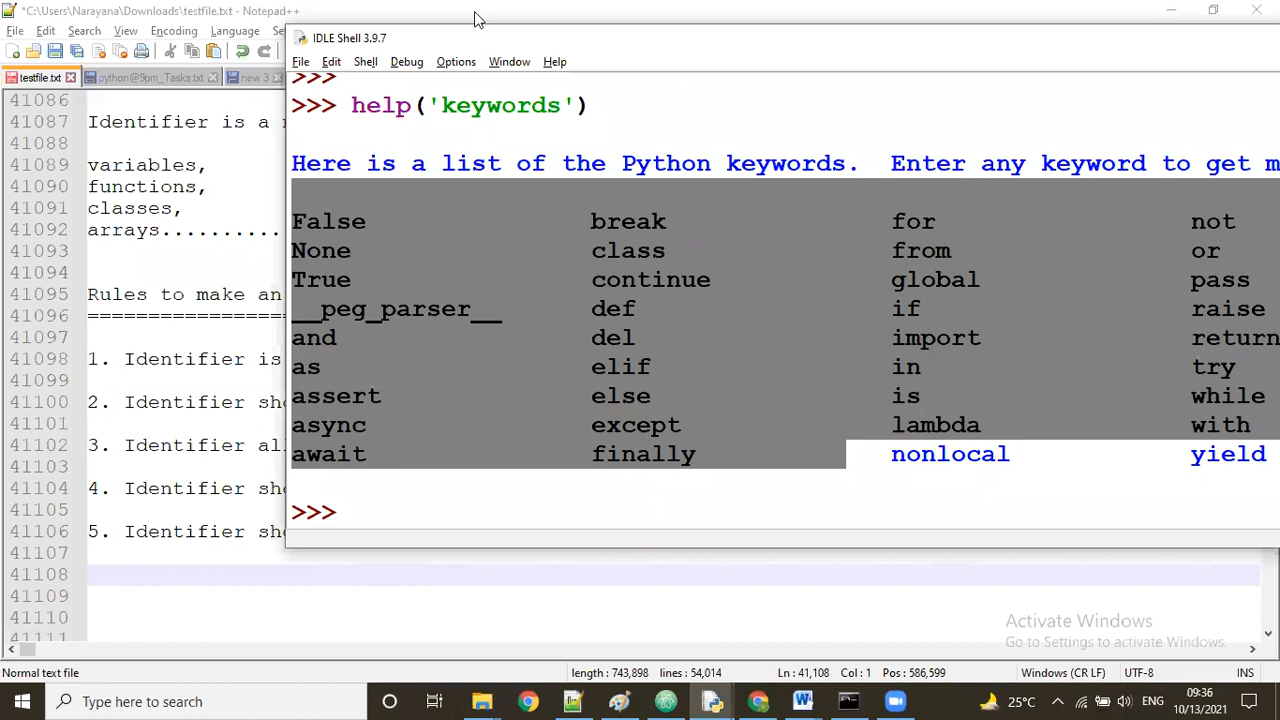 *C:\Users\Narayana\Downloads\testfile.txt - Notepad++
File Edit Search View Encoding Language
testfile.txt python@9pm_Tasks.txt new 3
41086
41087 Identifier is a
41088
41089 variables,
41090 functions,
41091 classes,
41092 arrays..........
41093
41094
41095 Rules to make an
41096 ================
41097
41098 1. Identifier is
41099
41100 2. Identifier
41101
41102 3. Identifier
41103
41104 4. Identifier
41105
41106 5. Identifier
41107
41108
41109
41110
41111
IDLE Shell 3.9.7
File Edit Shell Debug Options Window Help
>>>
>>> help('keywords')
Here is a list of the Python keywords. Enter any keyword to get
False break for not
None class from or
True continue global pass
__peg_parser__ def if raise
and del import return
as elif in try
assert else is while
async except lambda with
await finally nonlocal yield
>>>
Activate Windows
Go to Settings to activate Windows.
Normal text file length : 743,898 lines : 54,014 Ln : 41,108 Col : 1 Pos : 586,599 Windows (CR LF) UTF-8 INS
Type here to search 25°C ENG 09:36
10/13/2021